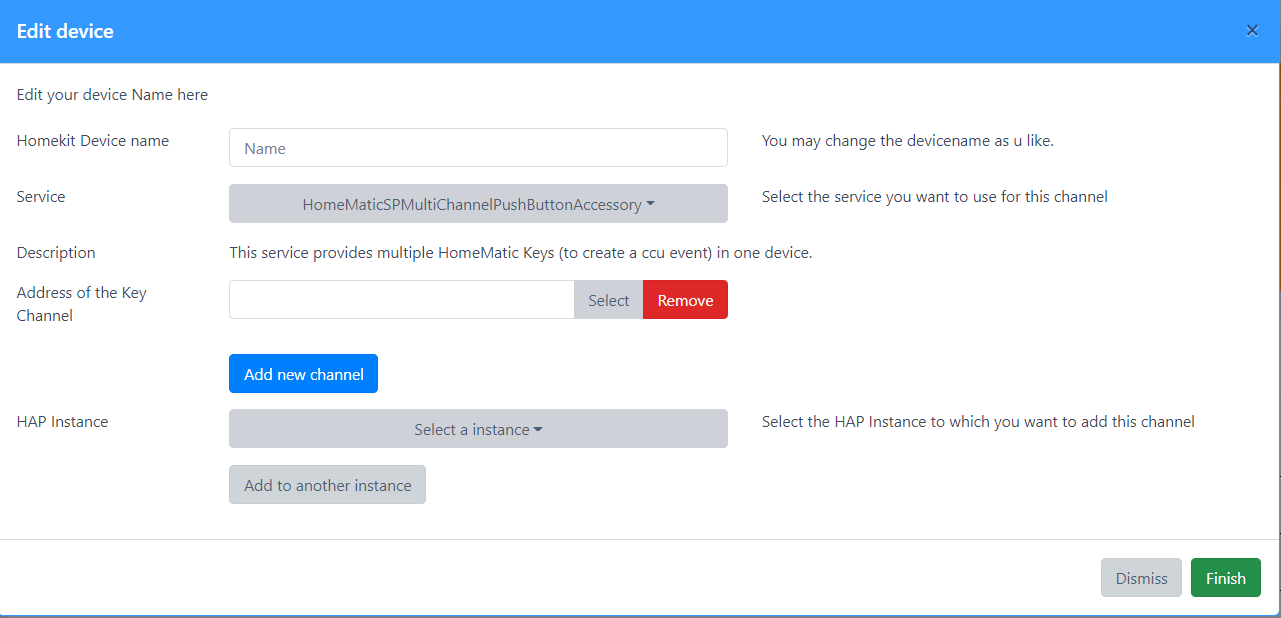 Edit device
×
Edit your device Name here
Homekit Device name
Name
You may change the devicename as u like.
Service
HomeMaticSPMultiChannelPushButtonAccessory
Select the service you want to use for this channel
Description
This service provides multiple HomeMatic Keys (to create a ccu event) in one device.
Address of the Key
Channel
Select
Remove
Add new channel
HAP Instance
Select a instance
Select the HAP Instance to which you want to add this channel
Add to another instance
Dismiss
Finish